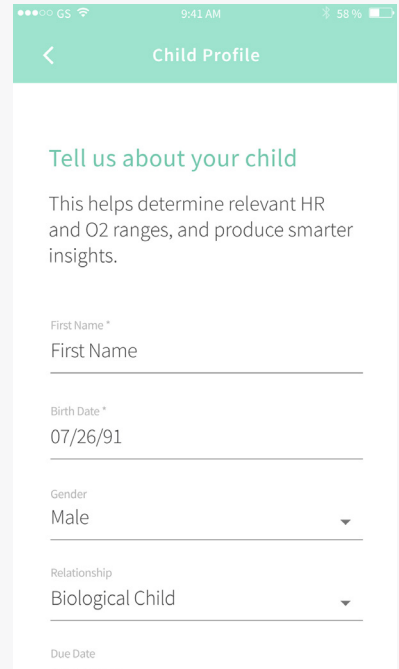 GS 9:41 AM 58 %
Child Profile
Tell us about your child
This helps determine relevant HR
and O2 ranges, and produce smarter
insights.
First Name *
First Name
Birth Date *
07/26/91
Gender
Male
Relationship
Biological Child
Due Date